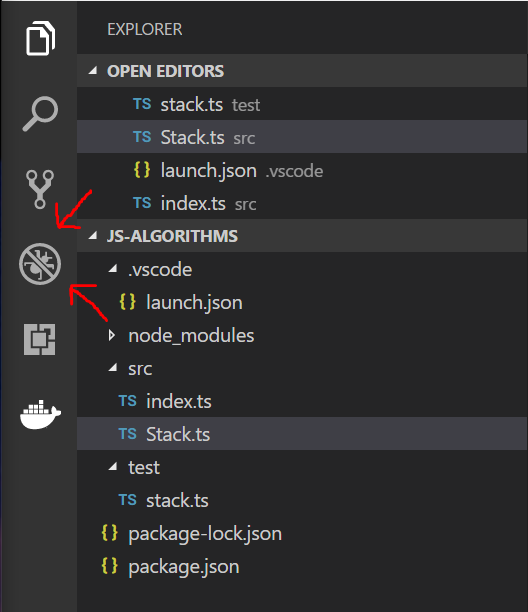 EXPLORER
OPEN EDITORS
TS stack.ts test
TS Stack.ts src
{} launch.json .vscode
TS index.ts src
JS-ALGORITHMS
.vscode
{} launch.json
node_modules
src
TS index.ts
TS Stack.ts
test
TS stack.ts
{} package-lock.json
{} package.json